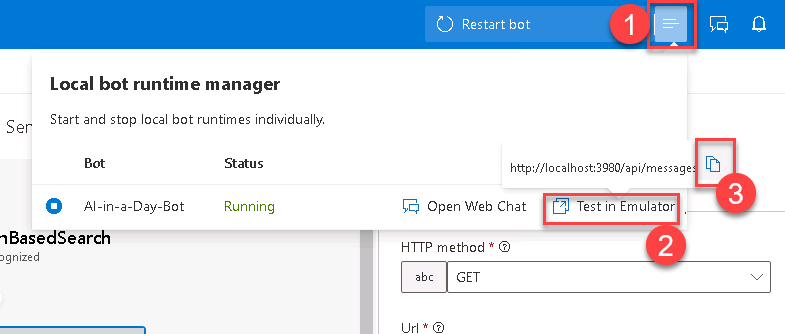 Restart bot
1
Local bot runtime manager
Start and stop local bot runtimes individually.
Sen
Bot Status
http://localhost:3980/api/messages
3
AI-in-a-Day-Bot Running Open Web Chat Test in Emulator
2
nBasedSearch
ognized
HTTP method *
abc GET
Url *